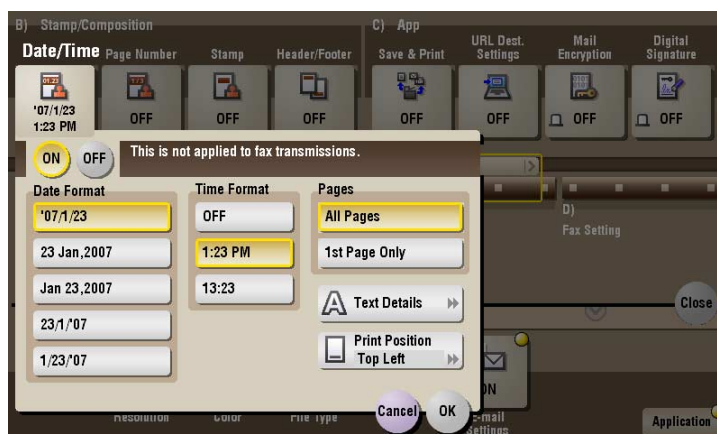 B) Stamp/Composition
C) App
Date/Time
Page Number
Stamp
Header/Footer
Save & Print
URL Dest.
Settings
Mail
Encryption
Digital
Signature
'07/1/23
1:23 PM
OFF
OFF
OFF
OFF
OFF
OFF
OFF
ON
OFF
This is not applied to fax transmissions.
Date Format
Time Format
Pages
'07/1/23
OFF
All Pages
23 Jan,2007
1:23 PM
1st Page Only
Jan 23,2007
13:23
23/1/'07
1/23/'07
Text Details
Print Position
Top Left
Cancel
OK
D)
Fax Setting
Close
ON
Resolution
Color
File Type
E-mail
Settings
Application